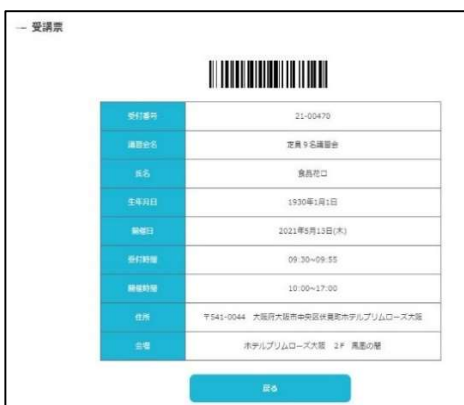 受講票
受付番号 21-00470
講習会名 定員9名講習会
氏名 食品花口
生年月日 1930年1月1日
開催日 2021年5月13日(木)
受付時間 09:30~09:55
開催時間 10:00~17:00
住所 〒541-0044 大阪府大阪市中央区伏見町ホテルプリムローズ大阪
会場 ホテルプリムローズ大阪 2F 鳳凰の間
戻る